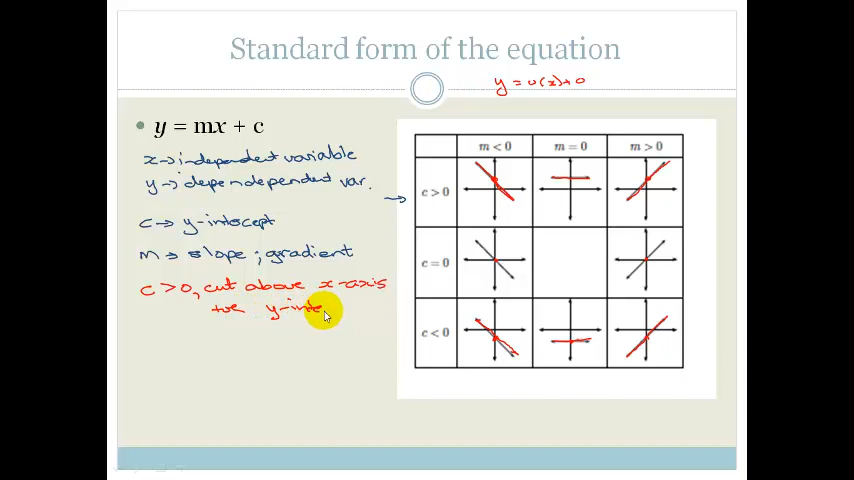 Standard form of the equation
y = 0(x)+0
y = mx + c
x → independent variable
y → dependependent var.
c → y-intercept
m → slope ; gradient
c > 0, cut above x-axis
+ve y-inte
m < 0 m = 0 m > 0
c > 0
c = 0
c < 0